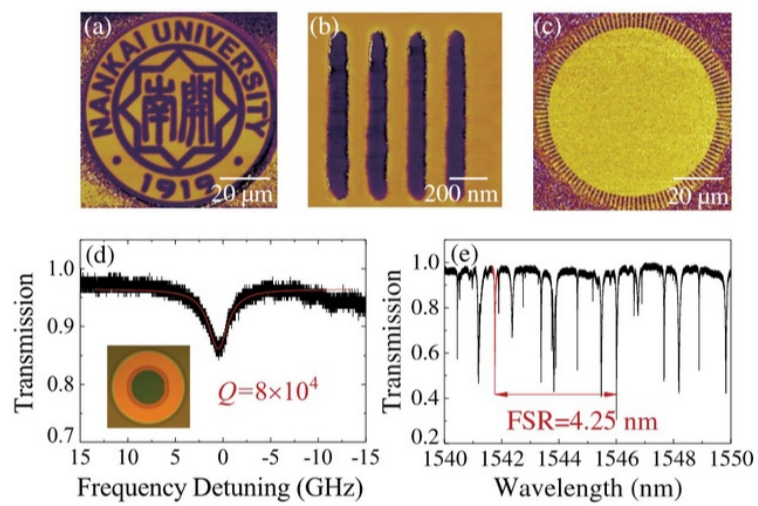 (a)
NANKAI UNIVERSITY
南開
· 1919 ·
20 μm
(b)
200 nm
(c)
20 μm
(d)
Transmission
1.0
0.9
0.8
0.7
Q=8×10⁴
15 10 5 0 -5 -10 -15
Frequency Detuning (GHz)
(e)
Transmission
1.0
0.8
0.6
0.4
0.2
FSR=4.25 nm
1540 1542 1544 1546 1548 1550
Wavelength (nm)